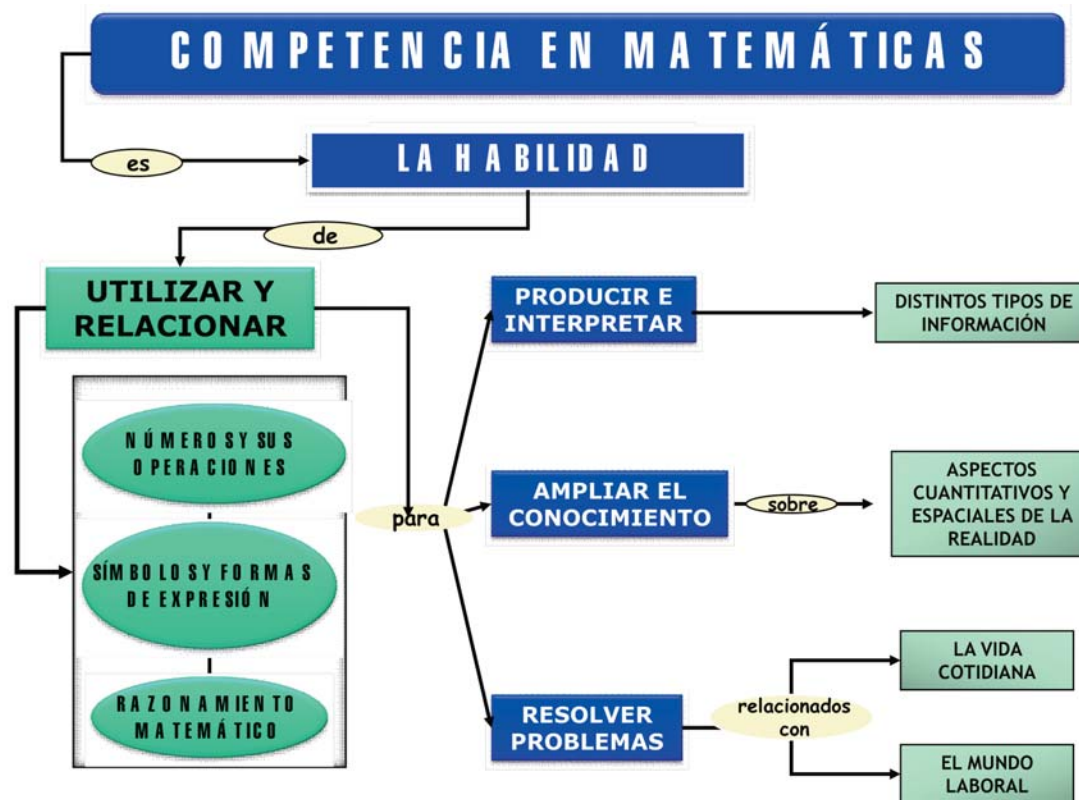 COMPETENCIA EN MATEMÁTICAS
es
LA HABILIDAD
de
UTILIZAR Y
RELACIONAR
NÚMEROS Y SUS
OPERACIONES
SÍMBOLOS Y FORMAS
DE EXPRESIÓN
RAZONAMIENTO
MATEMÁTICO
para
PRODUCIR E
INTERPRETAR
DISTINTOS TIPOS DE
INFORMACIÓN
AMPLIAR EL
CONOCIMIENTO
sobre
ASPECTOS
CUANTITATIVOS Y
ESPACIALES DE LA
REALIDAD
RESOLVER
PROBLEMAS
relacionados
con
LA VIDA
COTIDIANA
EL MUNDO
LABORAL